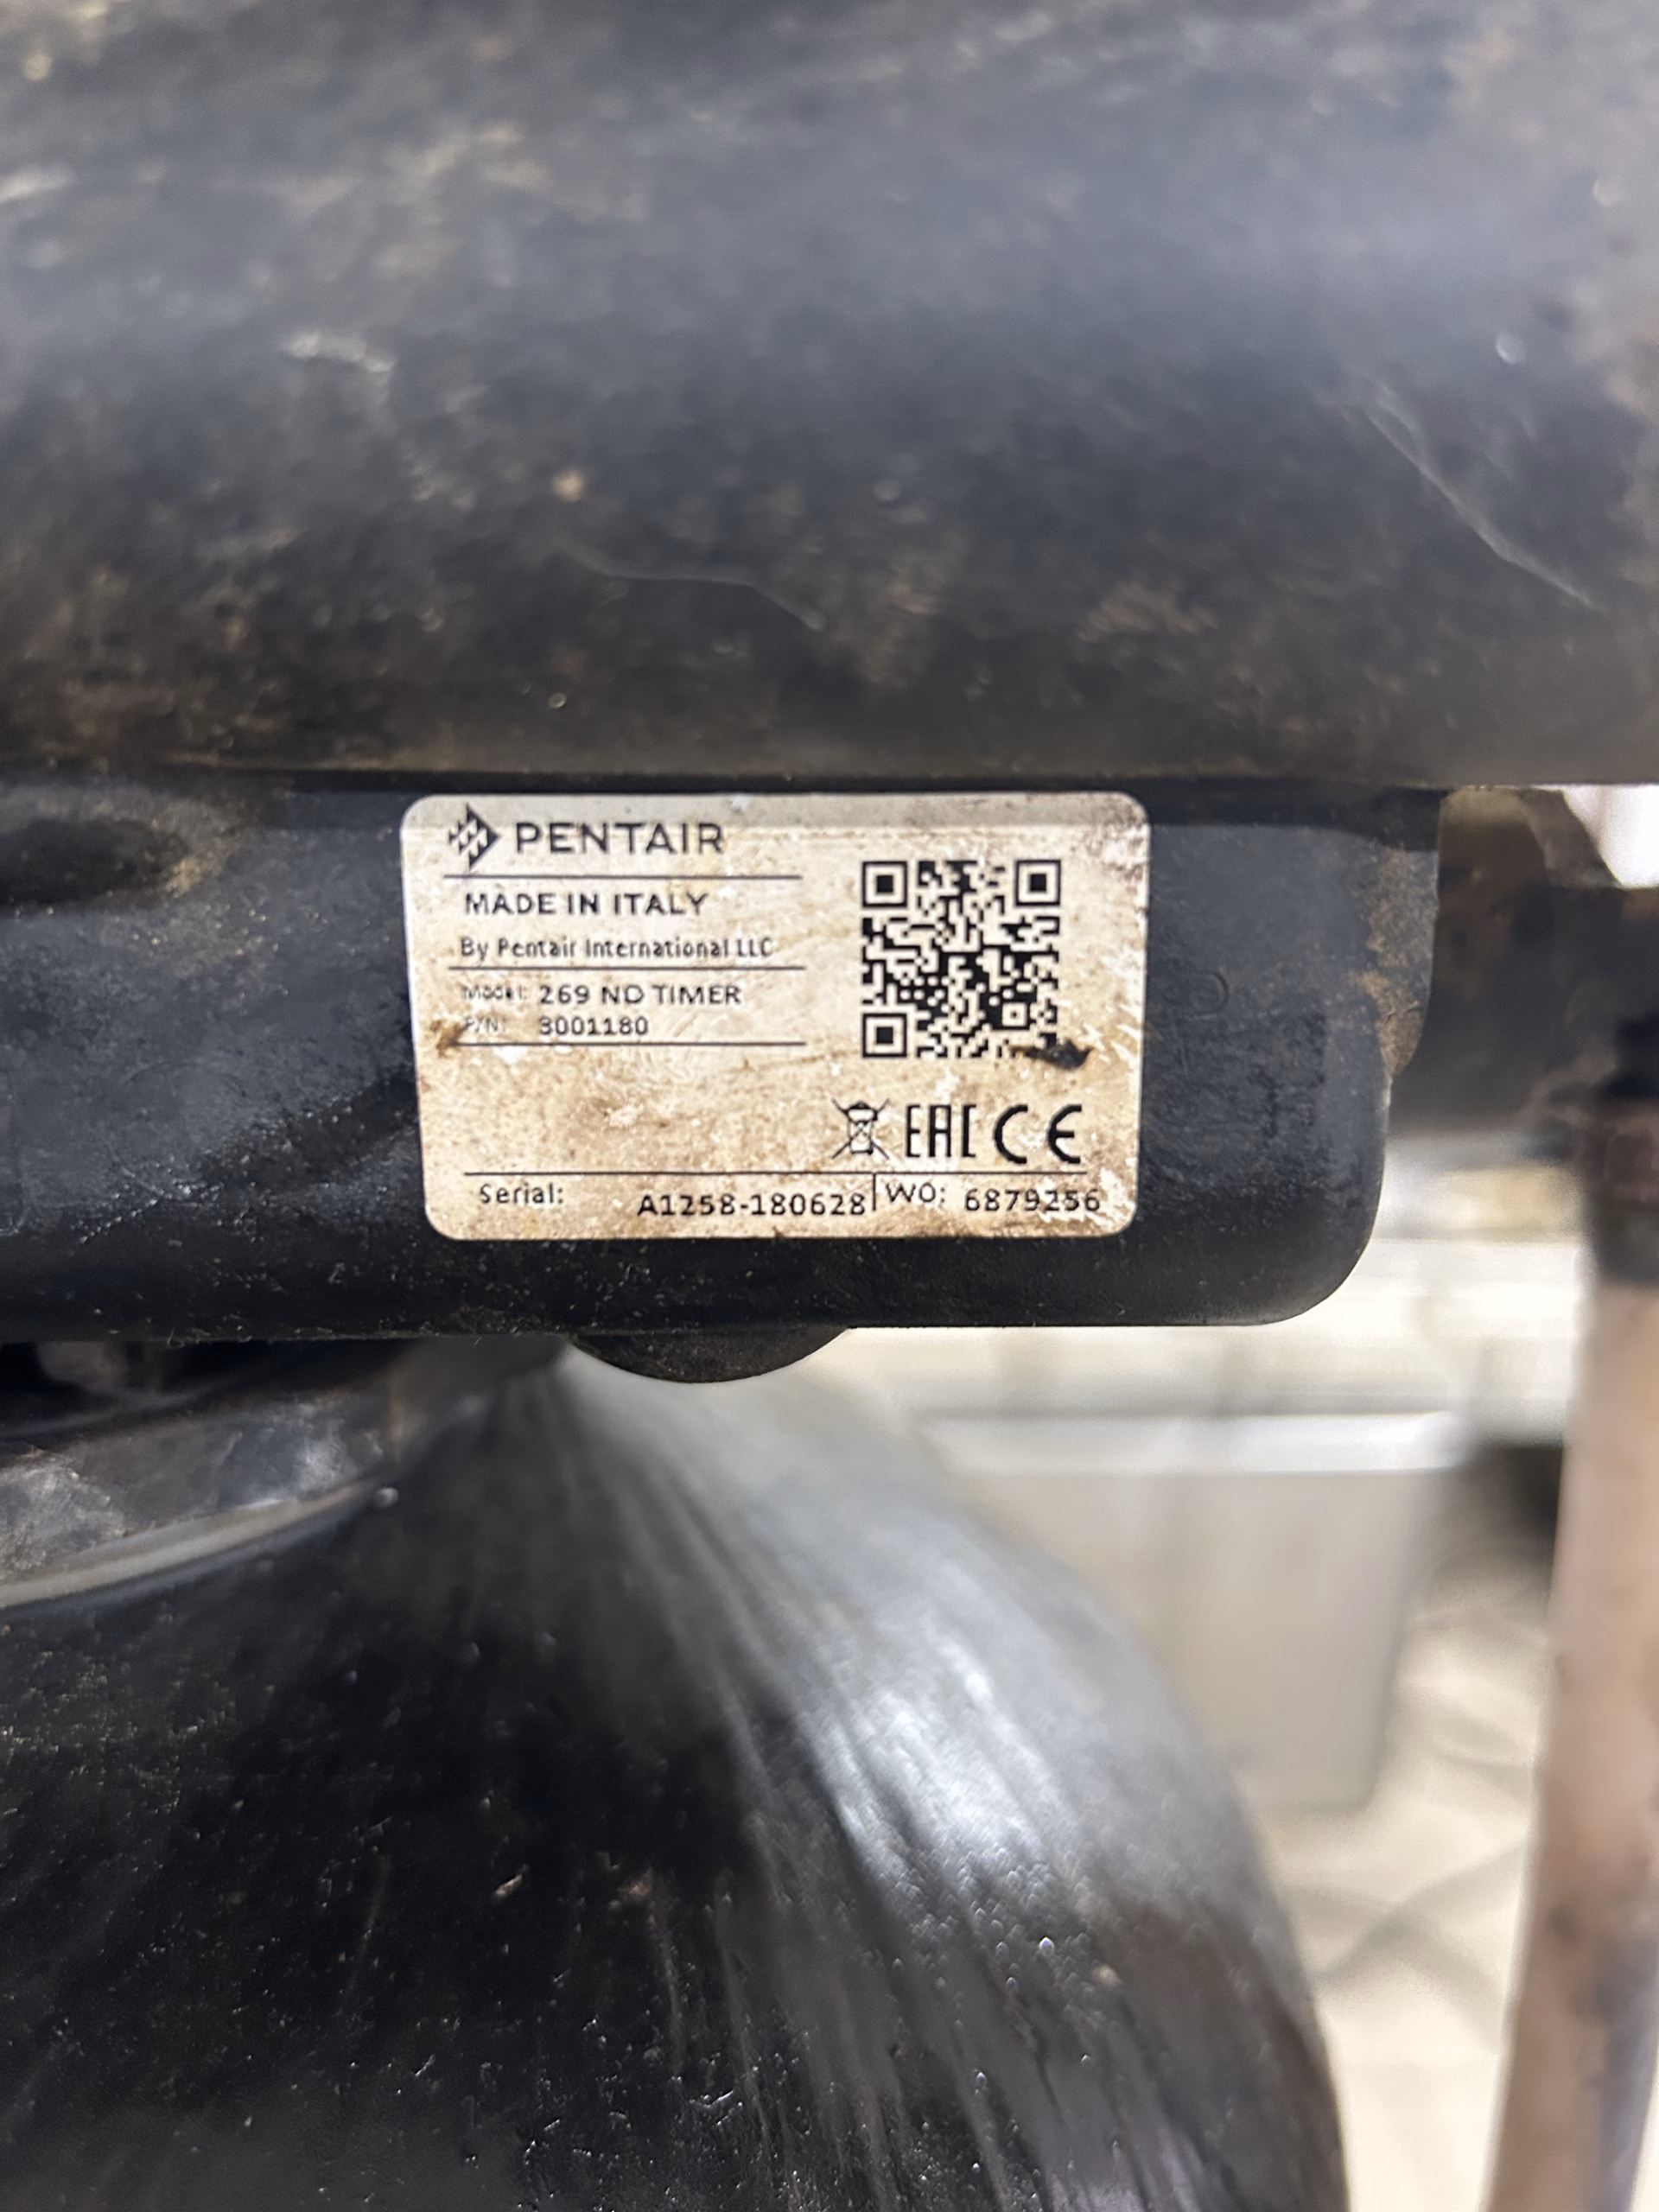 PENTAIR
MADE IN ITALY
By Pentair International LLC
Model: 269 NO TIMER
P/N: 3001180
EAC CE
Serial: A1258-180628 WO: 6879256